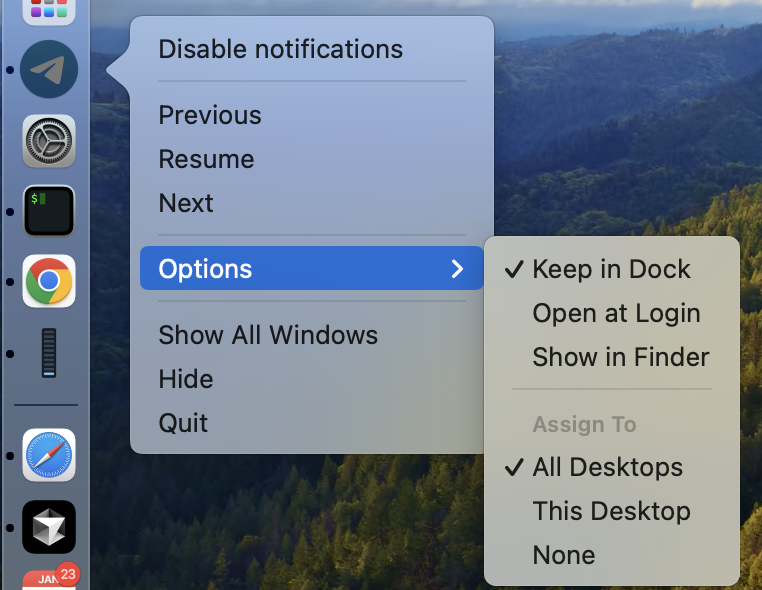 Disable notifications
Previous
Resume
Next
Options
Show All Windows
Hide
Quit
Keep in Dock
Open at Login
Show in Finder
Assign To
All Desktops
This Desktop
None
$
JAN
23